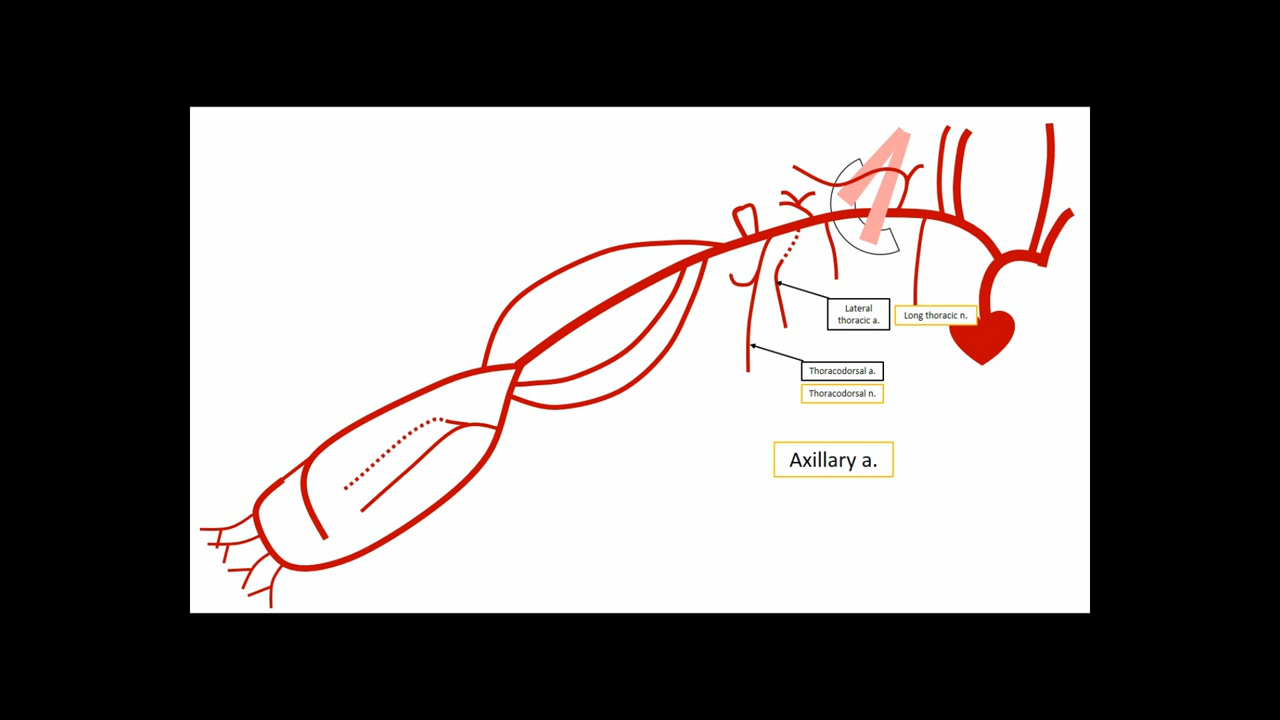 Lateral
thoracic a.
Long thoracic n.
Thoracodorsal a.
Thoracodorsal n.
Axillary a.